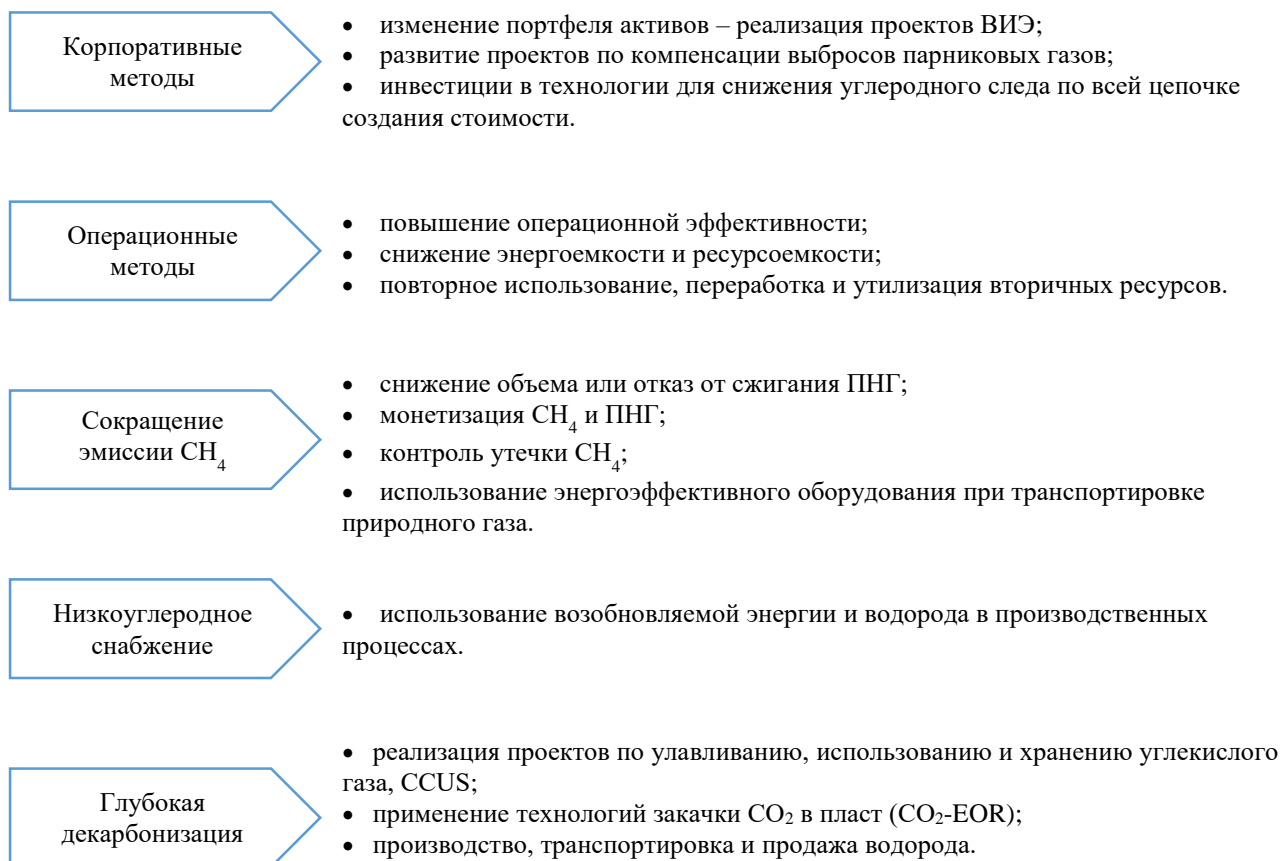 Корпоративные
методы
• изменение портфеля активов – реализация проектов ВИЭ;
• развитие проектов по компенсации выбросов парниковых газов;
• инвестиции в технологии для снижения углеродного следа по всей цепочке
создания стоимости.
Операционные
методы
• повышение операционной эффективности;
• снижение энергоемкости и ресурсоемкости;
• повторное использование, переработка и утилизация вторичных ресурсов.
Сокращение
эмиссии CH₄
• снижение объема или отказ от сжигания ПНГ;
• монетизация CH₄ и ПНГ;
• контроль утечки CH₄;
• использование энергоэффективного оборудования при транспортировке
природного газа.
Низкоуглеродное
снабжение
• использование возобновляемой энергии и водорода в производственных
процессах.
Глубокая
декарбонизация
• реализация проектов по улавливанию, использованию и хранению углекислого
газа, CCUS;
• применение технологий закачки CO₂ в пласт (CO₂-EOR);
• производство, транспортировка и продажа водорода.